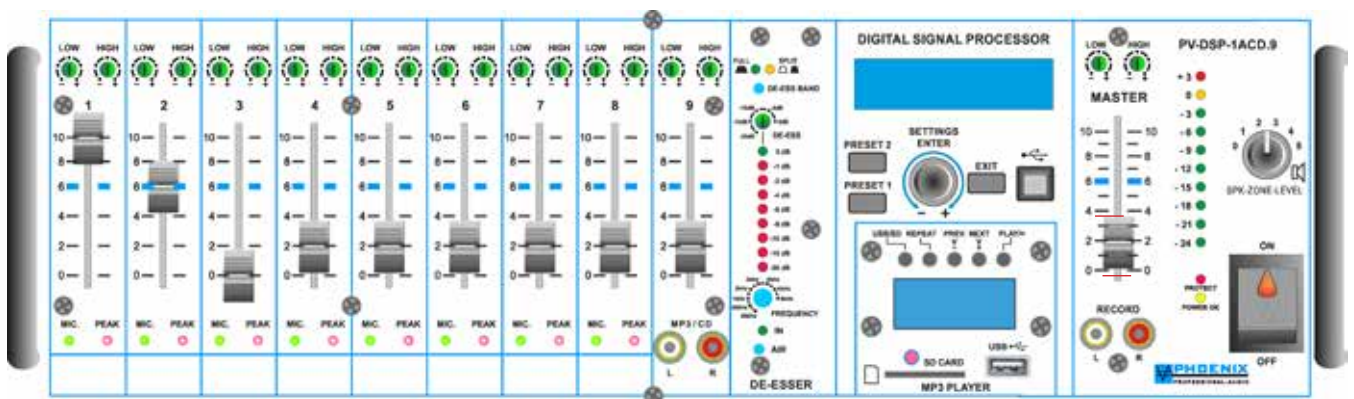 LOW HIGH LOW HIGH LOW HIGH LOW HIGH LOW HIGH LOW HIGH LOW HIGH LOW HIGH LOW HIGH
- + - + - + - + - + - + - + - + - +
1 2 3 4 5 6 7 8 9
10 10 10 10 10 10 10 10 10
8 8 8 8 8 8 8 8 8
6 6 6 6 6 6 6 6 6
4 4 4 4 4 4 4 4 4
2 2 2 2 2 2 2 2 2
0 0 0 0 0 0 0 0 0
MIC. PEAK MIC. PEAK MIC. PEAK MIC. PEAK MIC. PEAK MIC. PEAK MIC. PEAK MIC. PEAK
MP3/CD
L R
FULL SPLIT
DE-ESS BAND
DE-ESS
FREQUENCY
IN
AIR
DE-ESSER
DIGITAL SIGNAL PROCESSOR
SETTINGS
ENTER
PRESET 2
PRESET 1
EXIT
- +
USB/SD REPEAT PREV NEXT
SD CARD
USB
MP3 PLAYER
LOW HIGH
- + - +
MASTER
10 10
8 8
6 6
4 4
2 2
0 0
RECORD
L R
PV-DSP-1ACD.9
+ 3
0
- 3
- 6
- 9
- 12
- 15
- 18
- 21
- 24
PROTECT
POWER OK
0 1 2 3 4 5
SPK-ZONE-LEVEL
ON
OFF
PHOENIX
PROFESSIONAL-AUDIO